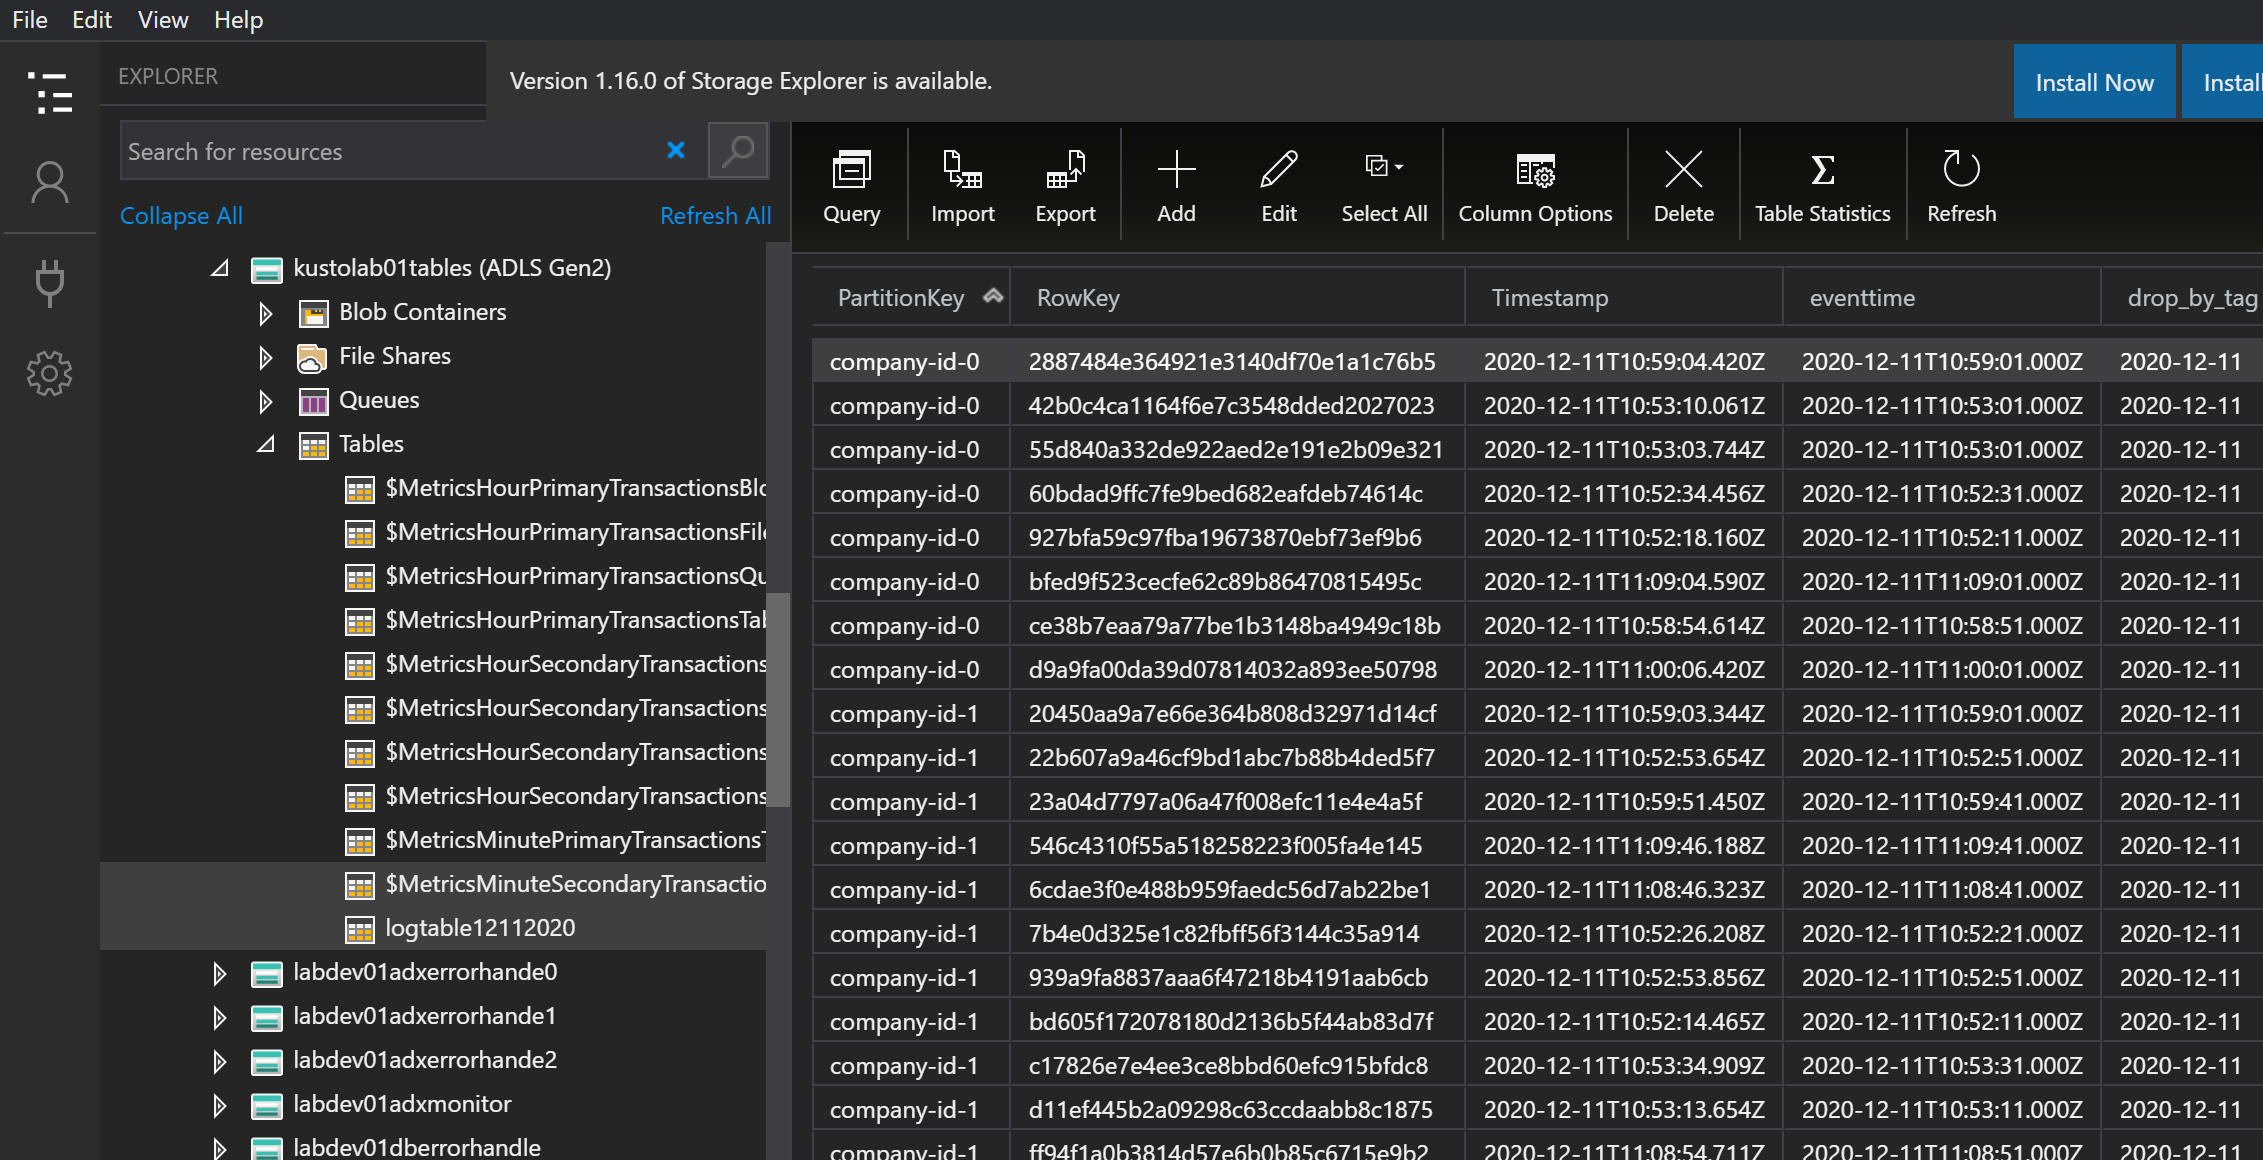 File Edit View Help
EXPLORER
Version 1.16.0 of Storage Explorer is available.
Install Now
Install
Search for resources
Collapse All Refresh All
Query Import Export Add Edit Select All Column Options Delete Table Statistics Refresh
kustolab01tables (ADLS Gen2)
Blob Containers
File Shares
Queues
Tables
$MetricsHourPrimaryTransactionsBlo
$MetricsHourPrimaryTransactionsFile
$MetricsHourPrimaryTransactionsQu
$MetricsHourPrimaryTransactionsTab
$MetricsHourSecondaryTransactions
$MetricsHourSecondaryTransactions
$MetricsHourSecondaryTransactions
$MetricsHourSecondaryTransactions
$MetricsMinutePrimaryTransactionsT
$MetricsMinuteSecondaryTransactio
logtable12112020
labdev01adxerrorhande0
labdev01adxerrorhande1
labdev01adxerrorhande2
labdev01adxmonitor
labdev01dberrorhandle
PartitionKey RowKey Timestamp eventtime drop_by_tag
company-id-0 2887484e364921e3140df70e1a1c76b5 2020-12-11T10:59:04.420Z 2020-12-11T10:59:01.000Z 2020-12-11
company-id-0 42b0c4ca1164f6e7c3548dded2027023 2020-12-11T10:53:10.061Z 2020-12-11T10:53:01.000Z 2020-12-11
company-id-0 55d840a332de922aed2e191e2b09e321 2020-12-11T10:53:03.744Z 2020-12-11T10:53:01.000Z 2020-12-11
company-id-0 60bdad9ffc7fe9bed682eafdeb74614c 2020-12-11T10:52:34.456Z 2020-12-11T10:52:31.000Z 2020-12-11
company-id-0 927bfa59c97fba19673870ebf73ef9b6 2020-12-11T10:52:18.160Z 2020-12-11T10:52:11.000Z 2020-12-11
company-id-0 bfed9f523cecfe62c89b86470815495c 2020-12-11T11:09:04.590Z 2020-12-11T11:09:01.000Z 2020-12-11
company-id-0 ce38b7eaa79a77be1b3148ba4949c18b 2020-12-11T10:58:54.614Z 2020-12-11T10:58:51.000Z 2020-12-11
company-id-0 d9a9fa00da39d07814032a893ee50798 2020-12-11T11:00:06.420Z 2020-12-11T11:00:01.000Z 2020-12-11
company-id-1 20450aa9a7e66e364b808d32971d14cf 2020-12-11T10:59:03.344Z 2020-12-11T10:59:01.000Z 2020-12-11
company-id-1 22b607a9a46cf9bd1abc7b88b4ded5f7 2020-12-11T10:52:53.654Z 2020-12-11T10:52:51.000Z 2020-12-11
company-id-1 23a04d7797a06a47f008efc11e4e4a5f 2020-12-11T10:59:51.450Z 2020-12-11T10:59:41.000Z 2020-12-11
company-id-1 546c4310f55a518258223f005fa4e145 2020-12-11T11:09:46.188Z 2020-12-11T11:09:41.000Z 2020-12-11
company-id-1 6cdae3f0e488b959faedc56d7ab22be1 2020-12-11T11:08:46.323Z 2020-12-11T11:08:41.000Z 2020-12-11
company-id-1 7b4e0d325e1c82fbff56f3144c35a914 2020-12-11T10:52:26.208Z 2020-12-11T10:52:21.000Z 2020-12-11
company-id-1 939a9fa8837aaa6f47218b4191aab6cb 2020-12-11T10:52:53.856Z 2020-12-11T10:52:51.000Z 2020-12-11
company-id-1 bd605f172078180d2136b5f44ab83d7f 2020-12-11T10:52:14.465Z 2020-12-11T10:52:11.000Z 2020-12-11
company-id-1 c17826e7e4ee3ce8bbd60efc915bfdc8 2020-12-11T10:53:34.909Z 2020-12-11T10:53:31.000Z 2020-12-11
company-id-1 d11ef445b2a09298c63ccdaabb8c1875 2020-12-11T10:53:13.654Z 2020-12-11T10:53:11.000Z 2020-12-11
company-id-1 ff94f1a0b3814d57e6b0b85c6715e9b2 2020-12-11T11:08:54.711Z 2020-12-11T11:08:51.000Z 2020-12-11